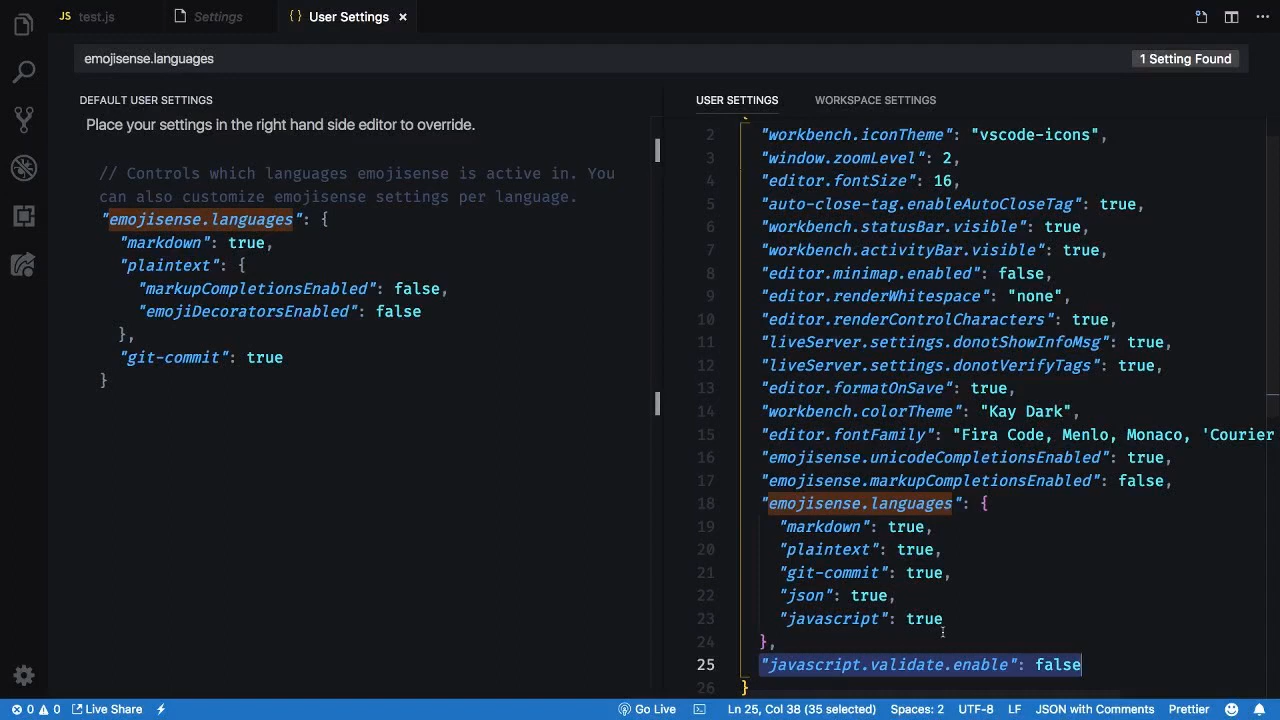 JS test.js
Settings
{} User Settings ×
emojisense.languages
1 Setting Found
DEFAULT USER SETTINGS
Place your settings in the right hand side editor to override.
// Controls which languages emojisense is active in. You
can also customize emojisense settings per language.
"emojisense.languages": {
"markdown": true,
"plaintext": {
"markupCompletionsEnabled": false,
"emojiDecoratorsEnabled": false
},
"git-commit": true
}
USER SETTINGS WORKSPACE SETTINGS
{
2 "workbench.iconTheme": "vscode-icons",
3 "window.zoomLevel": 2,
4 "editor.fontSize": 16,
5 "auto-close-tag.enableAutoCloseTag": true,
6 "workbench.statusBar.visible": true,
7 "workbench.activityBar.visible": true,
8 "editor.minimap.enabled": false,
9 "editor.renderWhitespace": "none",
10 "editor.renderControlCharacters": true,
11 "liveServer.settings.donotShowInfoMsg": true,
12 "liveServer.settings.donotVerifyTags": true,
13 "editor.formatOnSave": true,
14 "workbench.colorTheme": "Kay Dark",
15 "editor.fontFamily": "Fira Code, Menlo, Monaco, 'Courier
16 "emojisense.unicodeCompletionsEnabled": true,
17 "emojisense.markupCompletionsEnabled": false,
18 "emojisense.languages": {
19 "markdown": true,
20 "plaintext": true,
21 "git-commit": true,
22 "json": true,
23 "javascript": true
24 },
25 "javascript.validate.enable": false
26 }
0 0 Live Share Go Live Ln 25, Col 38 (35 selected) Spaces: 2 UTF-8 LF JSON with Comments Prettier